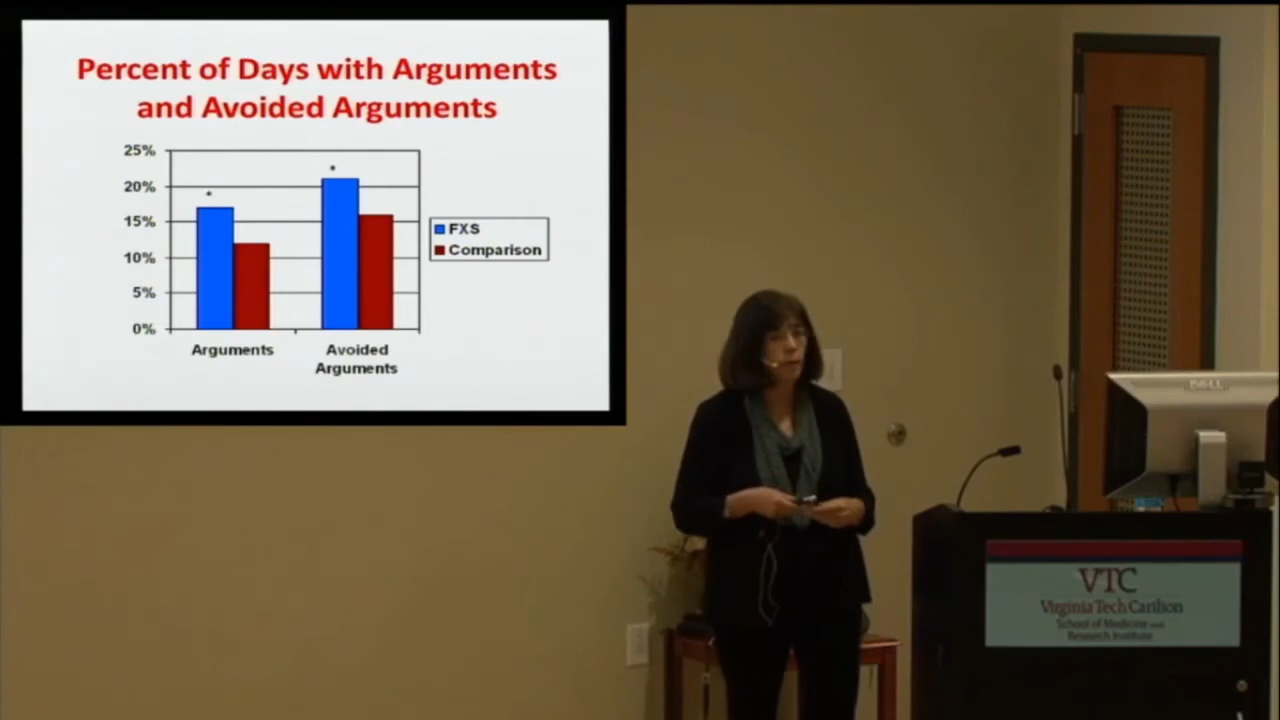 Percent of Days with Arguments
and Avoided Arguments
25%
20%
15%
10%
5%
0%
*
*
Arguments
Avoided
Arguments
FXS
Comparison
DELL
VTC
Virginia Tech Carilion
School of Medicine and
Research Institute